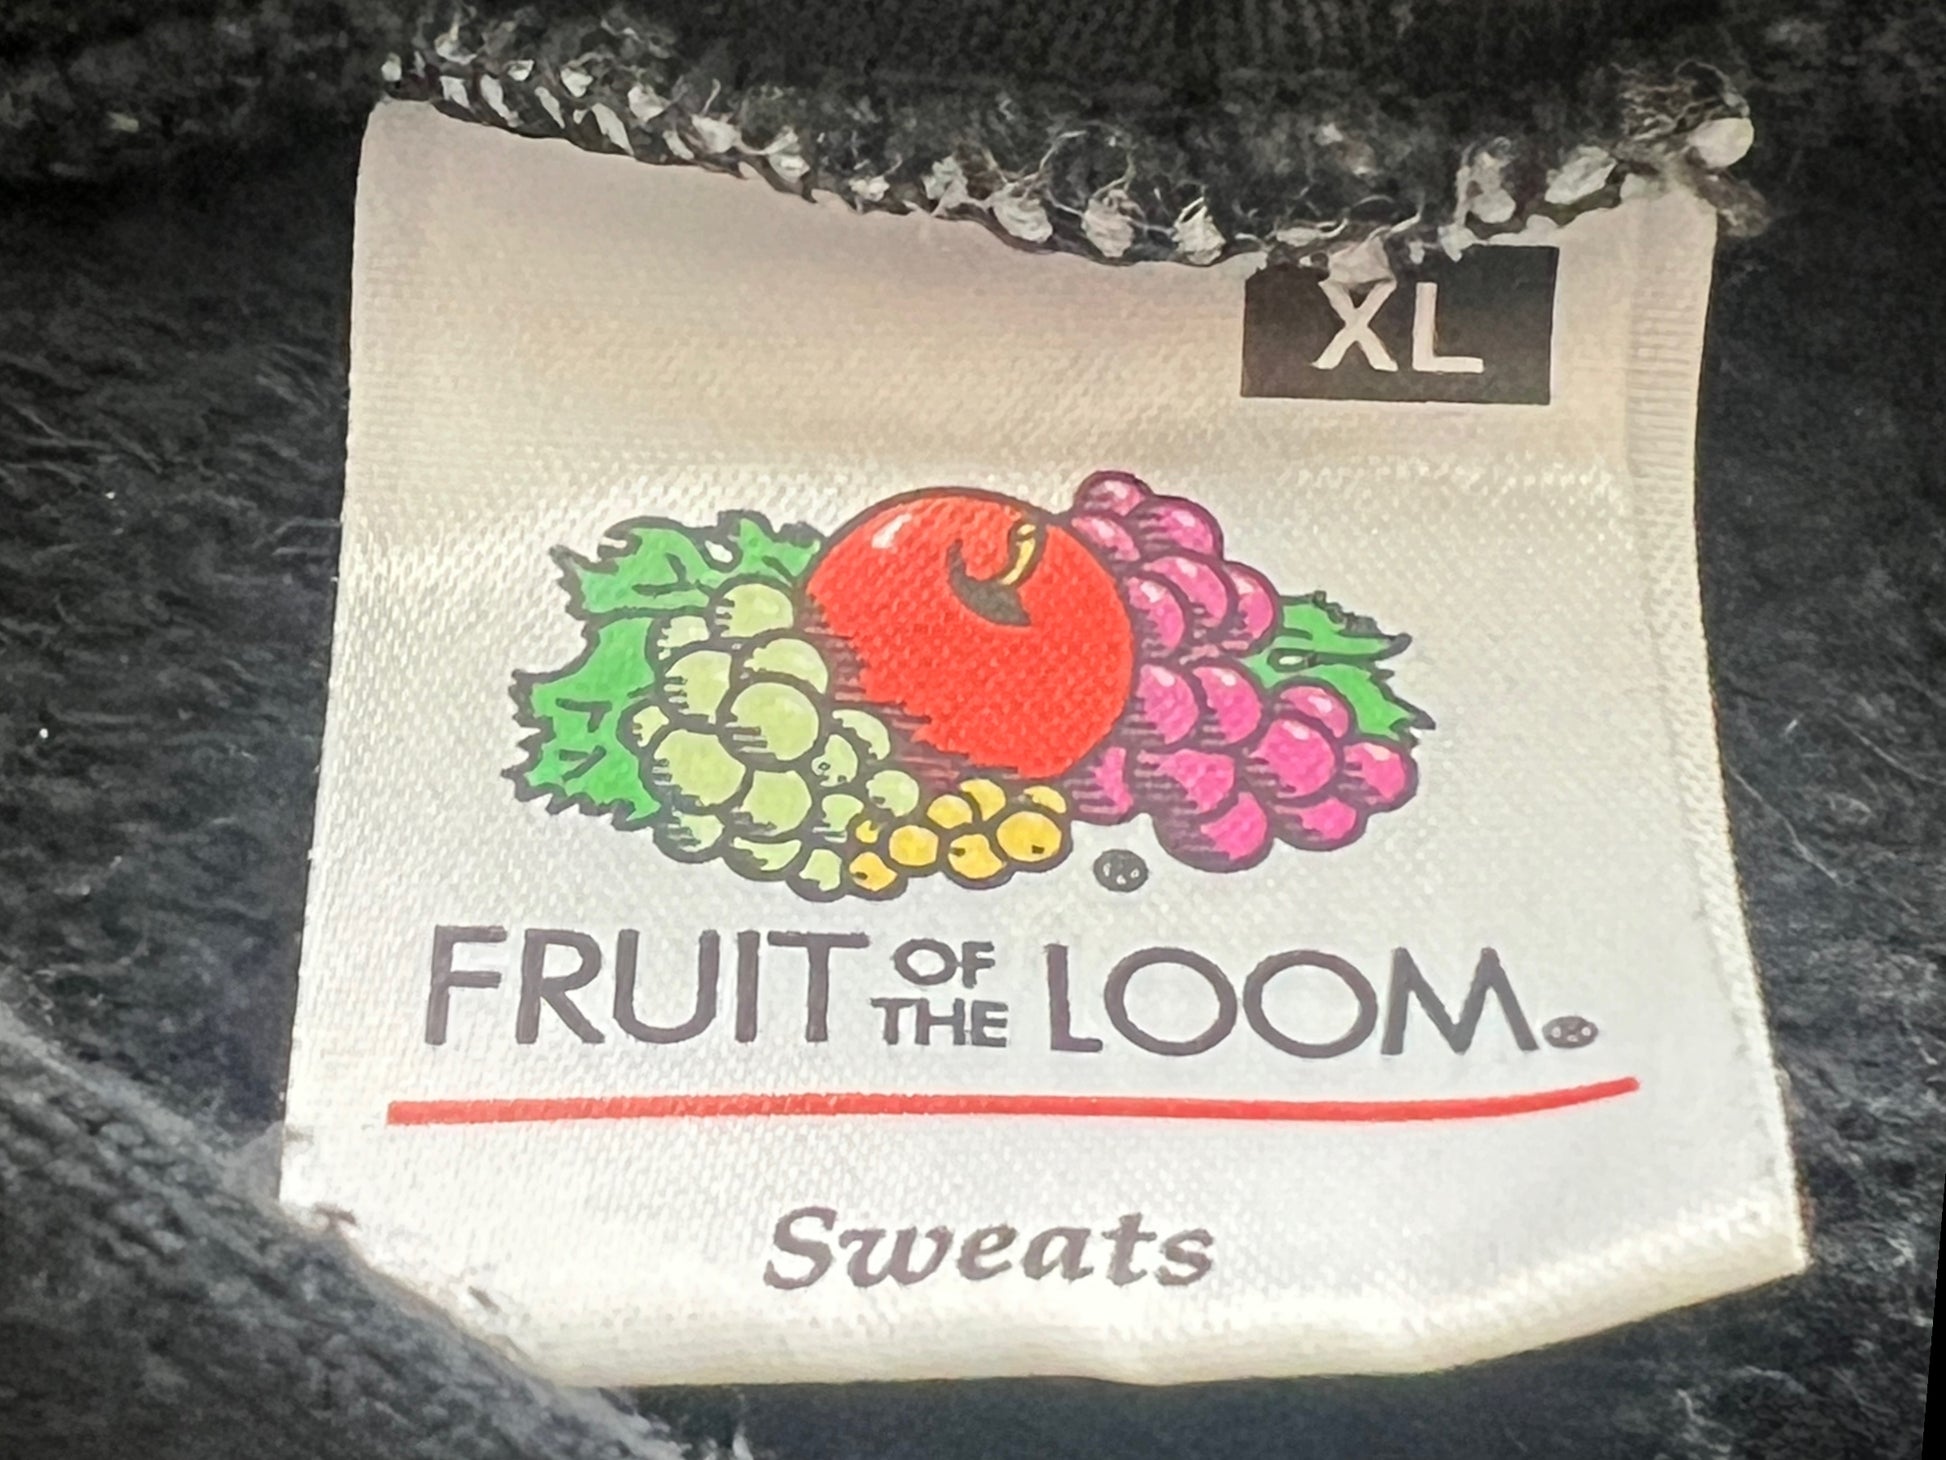 XL
FRUIT OF THE LOOM®
Sweats